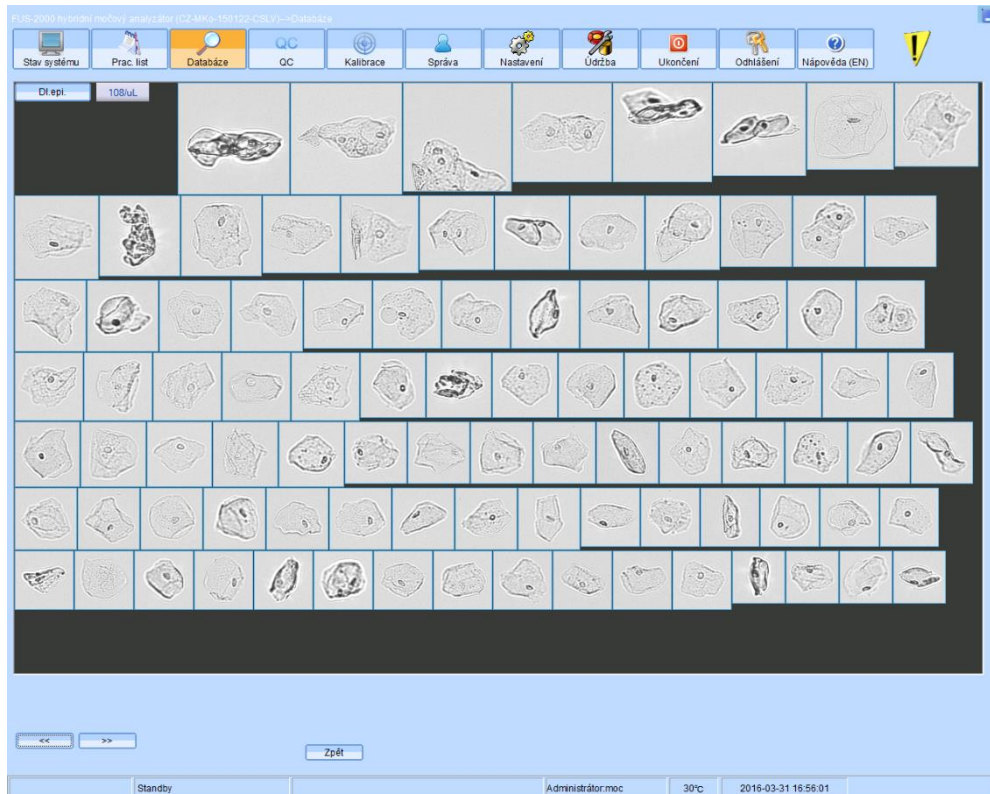 FUS-2000 hybridní močový analyzátor (CZ-MKo-150122-CSLV)-->Databáze
Stav systému Prac. list Databáze QC Kalibrace Správa Nastavení Údržba Ukončení Odhlášení Nápověda (EN)
QC
Dl.epi. 108/uL
<< >>
Zpět
Standby Administrátor:moc 30°C 2016-03-31 16:56:01